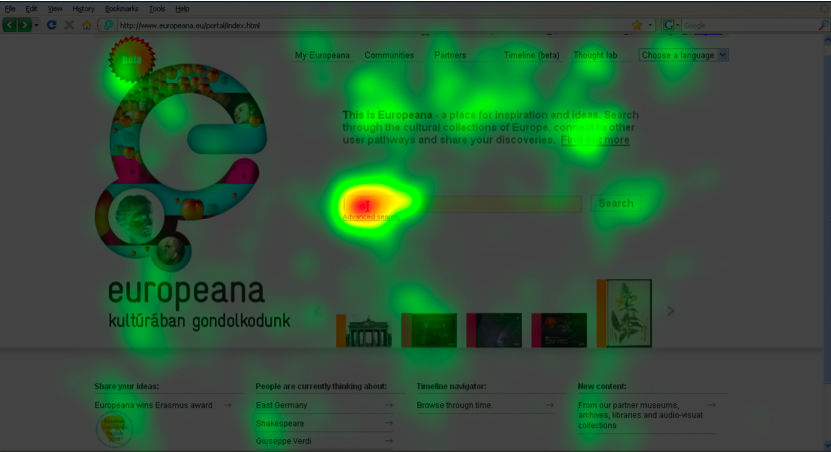 File Edit View History Bookmarks Tools Help
http://www.europeana.eu/portal/index.html
Google
Beta
My Europeana Communities Partners Timeline (beta) Thought lab Choose a language
This is Europeana - a place for inspiration and ideas. Search
through the cultural collections of Europe, connect to other
user pathways and share your discoveries. Find out more
Search
Advanced search
europeana
kultúrában gondolkodunk
Share your ideas:
Europeana wins Erasmus award →
People are currently thinking about:
East Germany →
Shakespeare →
Giuseppe Verdi →
Timeline navigator:
Browse through time. →
New content:
From our partner museums, →
archives, libraries and audio-visual
collections